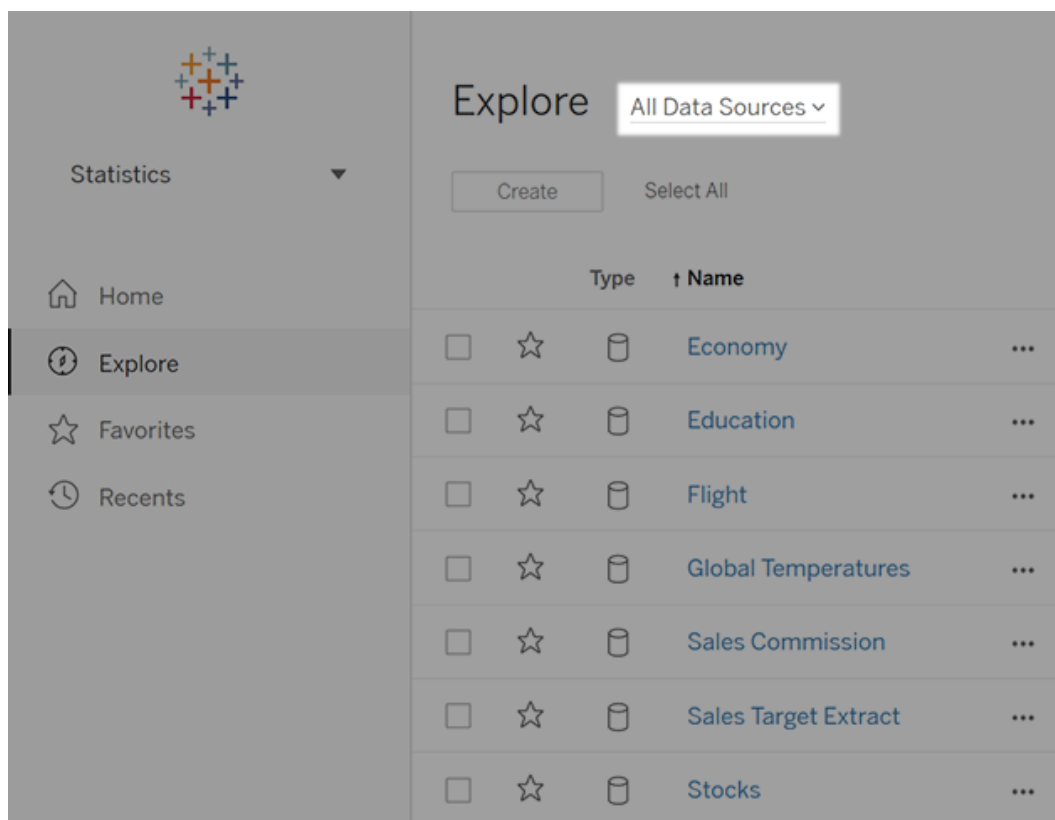 Explore All Data Sources
Statistics
Create Select All
Type ↑ Name
Home
Explore
Favorites
Recents
Economy
Education
Flight
Global Temperatures
Sales Commission
Sales Target Extract
Stocks